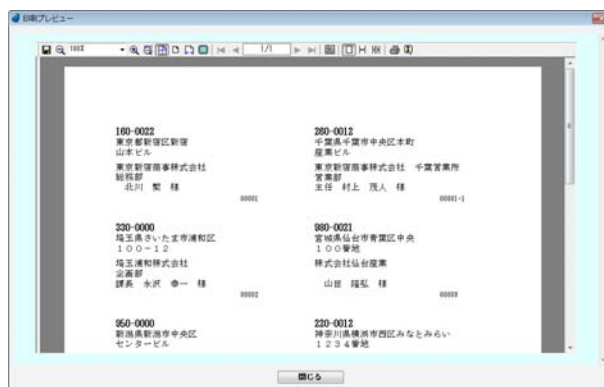 印刷プレビュー
100%
1/1
160-0022
東京都新宿区新宿
山本ビル
東京新宿商事株式会社
総務部
北川 繁 様
00001
260-0012
千葉県千葉市中央区本町
産業ビル
東京新宿商事株式会社 千葉営業所
営業部
主任 村上 茂人 様
00001-1
330-0000
埼玉県さいたま市浦和区
100-12
埼玉浦和株式会社
企画部
課長 永沢 幸一 様
00002
980-0021
宮城県仙台市青葉区中央
100番地
株式会社仙台産業
山田 隆弘 様
950-0000
新潟県新潟市中央区
センタービル
220-0012
神奈川県横浜市西区みなとみらい
1234番地
閉じる